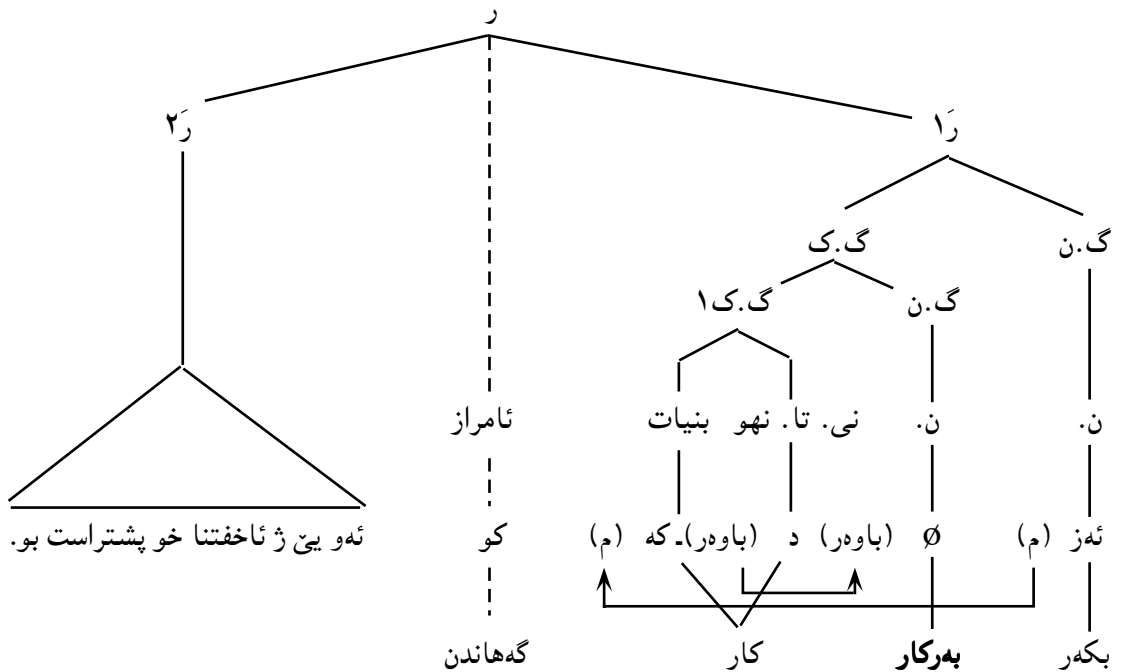 ر
رَ١ رَ٢
گ.ن گ.ک
گ.ن گ.ک١
ن. ن. نی. تا. نهو بنیات ئامراز
ئەز (م) Ø (باوەر) د (باوەر)ـکە (م) کو ئەو یێ ژ ئاخفتنا خو پشتراست بو.
بکەر بەرکار کار گەهاندن